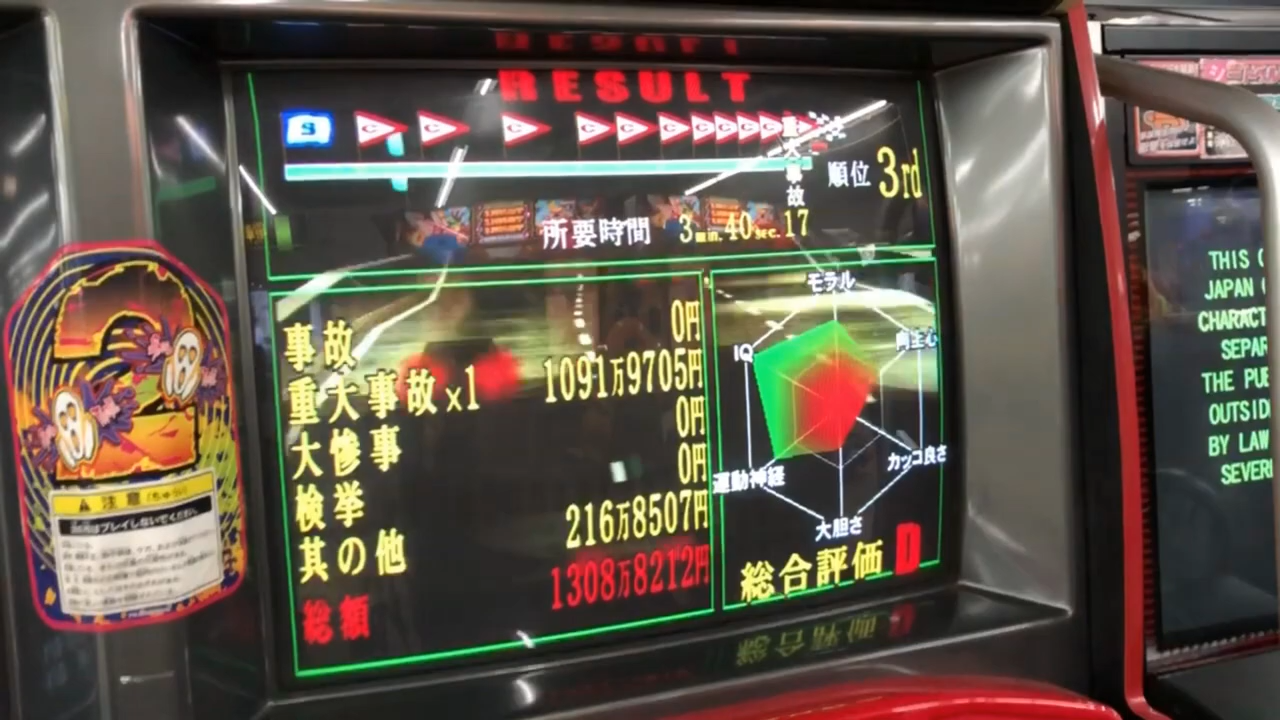 RESULT
S
C C C C C C C C C
重大事故
順位 3rd
所要時間 3min.40sec.17
事故 0円
重大事故×1 1091万9705円
大惨事 0円
検挙 0円
其の他 216万8507円
総額 1308万8212円
モラル
IQ
自主心
運動神経
カッコ良さ
大胆さ
総合評価 D
注意
THIS
JAPAN
CHARACT
SEPAR
THE PUB
OUTSID
BY LAW
SEVER